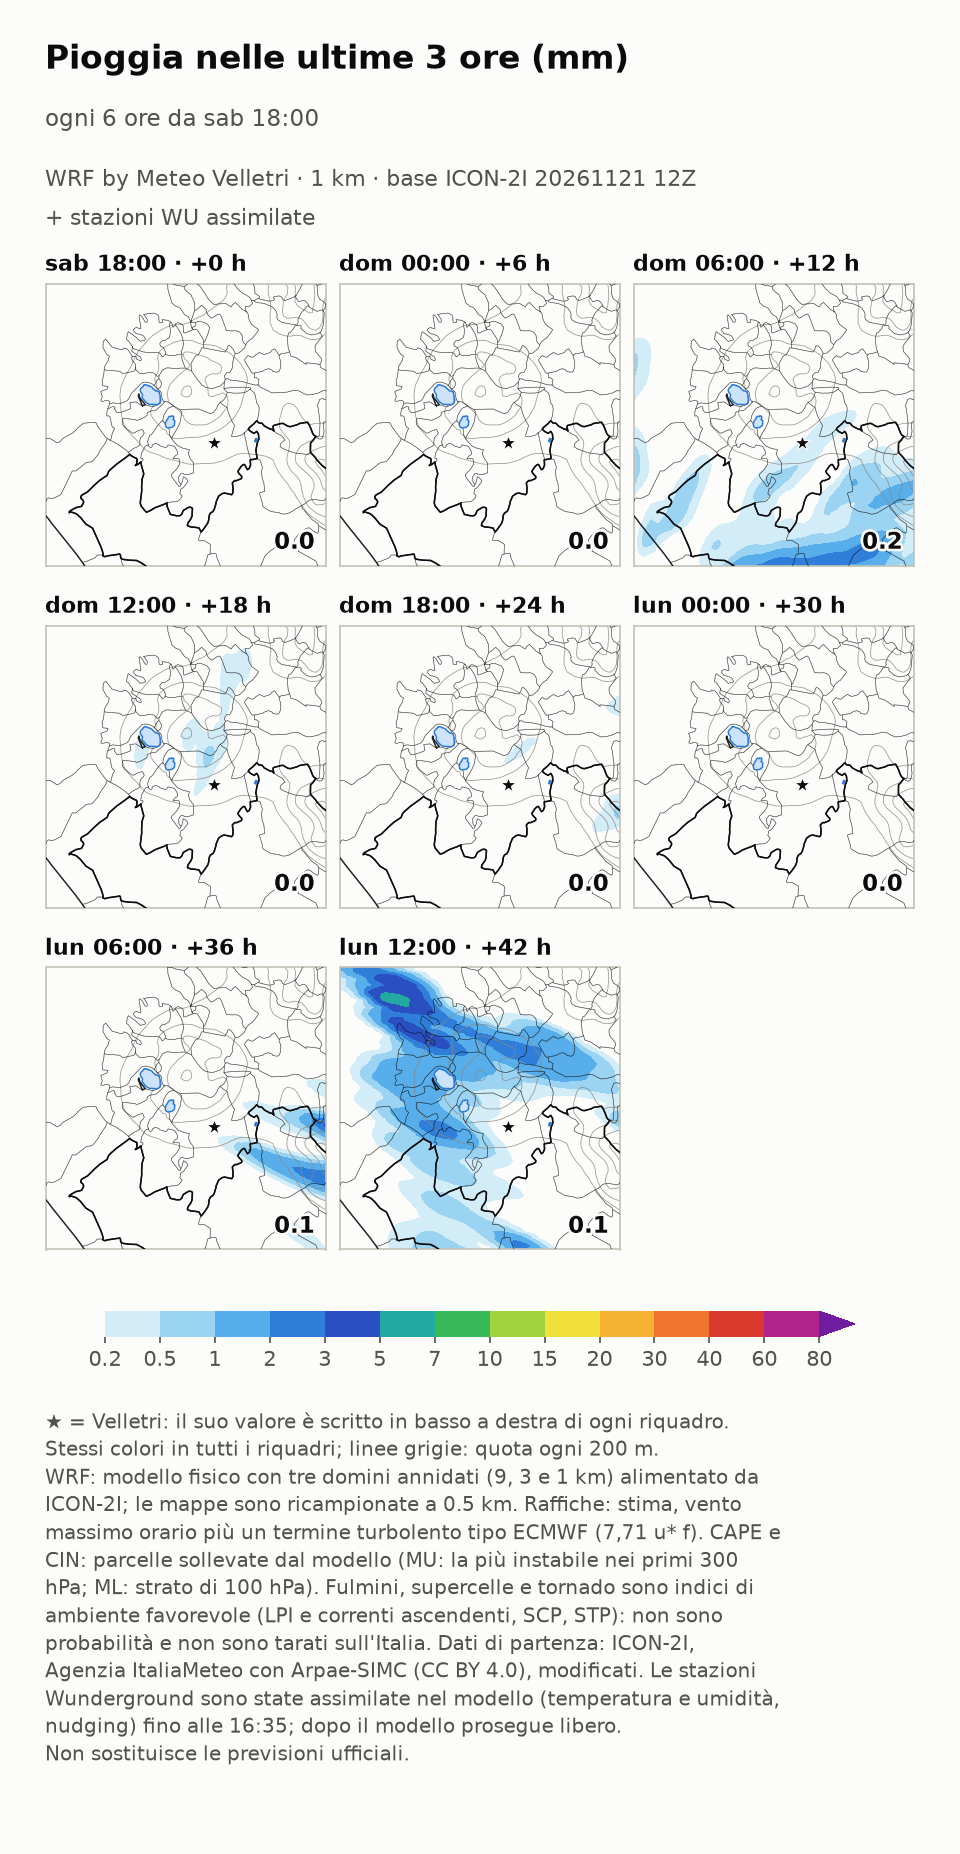 Pioggia nelle ultime 3 ore (mm)
ogni 6 ore da sab 18:00
WRF by Meteo Velletri · 1 km · base ICON-2I 20261121 12Z
+ stazioni WU assimilate
sab 18:00 · +0 h
dom 00:00 · +6 h
dom 06:00 · +12 h
0.0
0.0
0.2
dom 12:00 · +18 h
dom 18:00 · +24 h
lun 00:00 · +30 h
0.0
0.0
0.0
lun 06:00 · +36 h
lun 12:00 · +42 h
0.1
0.1
0.2 0.5 1 2 3 5 7 10 15 20 30 40 60 80
★ = Velletri: il suo valore è scritto in basso a destra di ogni riquadro.
Stessi colori in tutti i riquadri; linee grigie: quota ogni 200 m.
WRF: modello fisico con tre domini annidati (9, 3 e 1 km) alimentato da
ICON-2I; le mappe sono ricampionate a 0.5 km. Raffiche: stima, vento
massimo orario più un termine turbolento tipo ECMWF (7,71 u* f). CAPE e
CIN: parcelle sollevate dal modello (MU: la più instabile nei primi 300
hPa; ML: strato di 100 hPa). Fulmini, supercelle e tornado sono indici di
ambiente favorevole (LPI e correnti ascendenti, SCP, STP): non sono
probabilità e non sono tarati sull'Italia. Dati di partenza: ICON-2I,
Agenzia ItaliaMeteo con Arpae-SIMC (CC BY 4.0), modificati. Le stazioni
Wunderground sono state assimilate nel modello (temperatura e umidità,
nudging) fino alle 16:35; dopo il modello prosegue libero.
Non sostituisce le previsioni ufficiali.